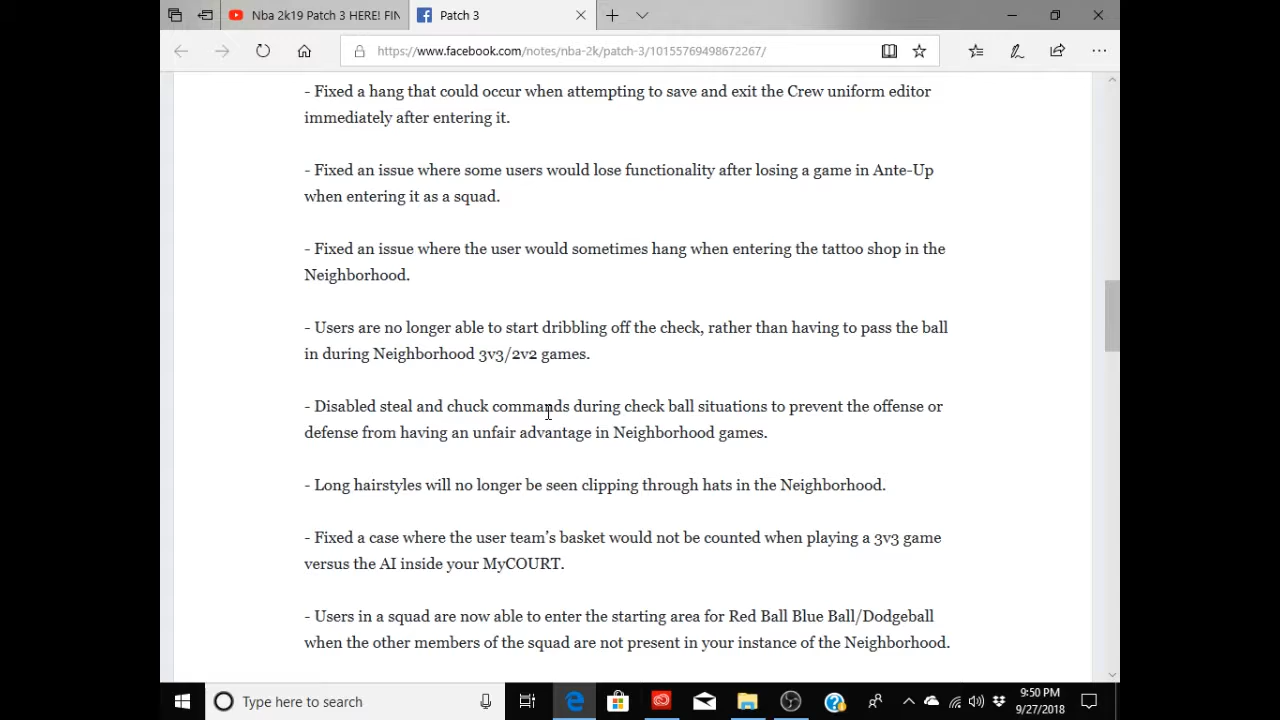 Nba 2k19 Patch 3 HERE! FIN
Patch 3
https://www.facebook.com/notes/nba-2k/patch-3/10155769498672267/
- Fixed a hang that could occur when attempting to save and exit the Crew uniform editor
immediately after entering it.
- Fixed an issue where some users would lose functionality after losing a game in Ante-Up
when entering it as a squad.
- Fixed an issue where the user would sometimes hang when entering the tattoo shop in the
Neighborhood.
- Users are no longer able to start dribbling off the check, rather than having to pass the ball
in during Neighborhood 3v3/2v2 games.
- Disabled steal and chuck commands during check ball situations to prevent the offense or
defense from having an unfair advantage in Neighborhood games.
- Long hairstyles will no longer be seen clipping through hats in the Neighborhood.
- Fixed a case where the user team’s basket would not be counted when playing a 3v3 game
versus the AI inside your MyCOURT.
- Users in a squad are now able to enter the starting area for Red Ball Blue Ball/Dodgeball
when the other members of the squad are not present in your instance of the Neighborhood.
Type here to search
9:50 PM
9/27/2018